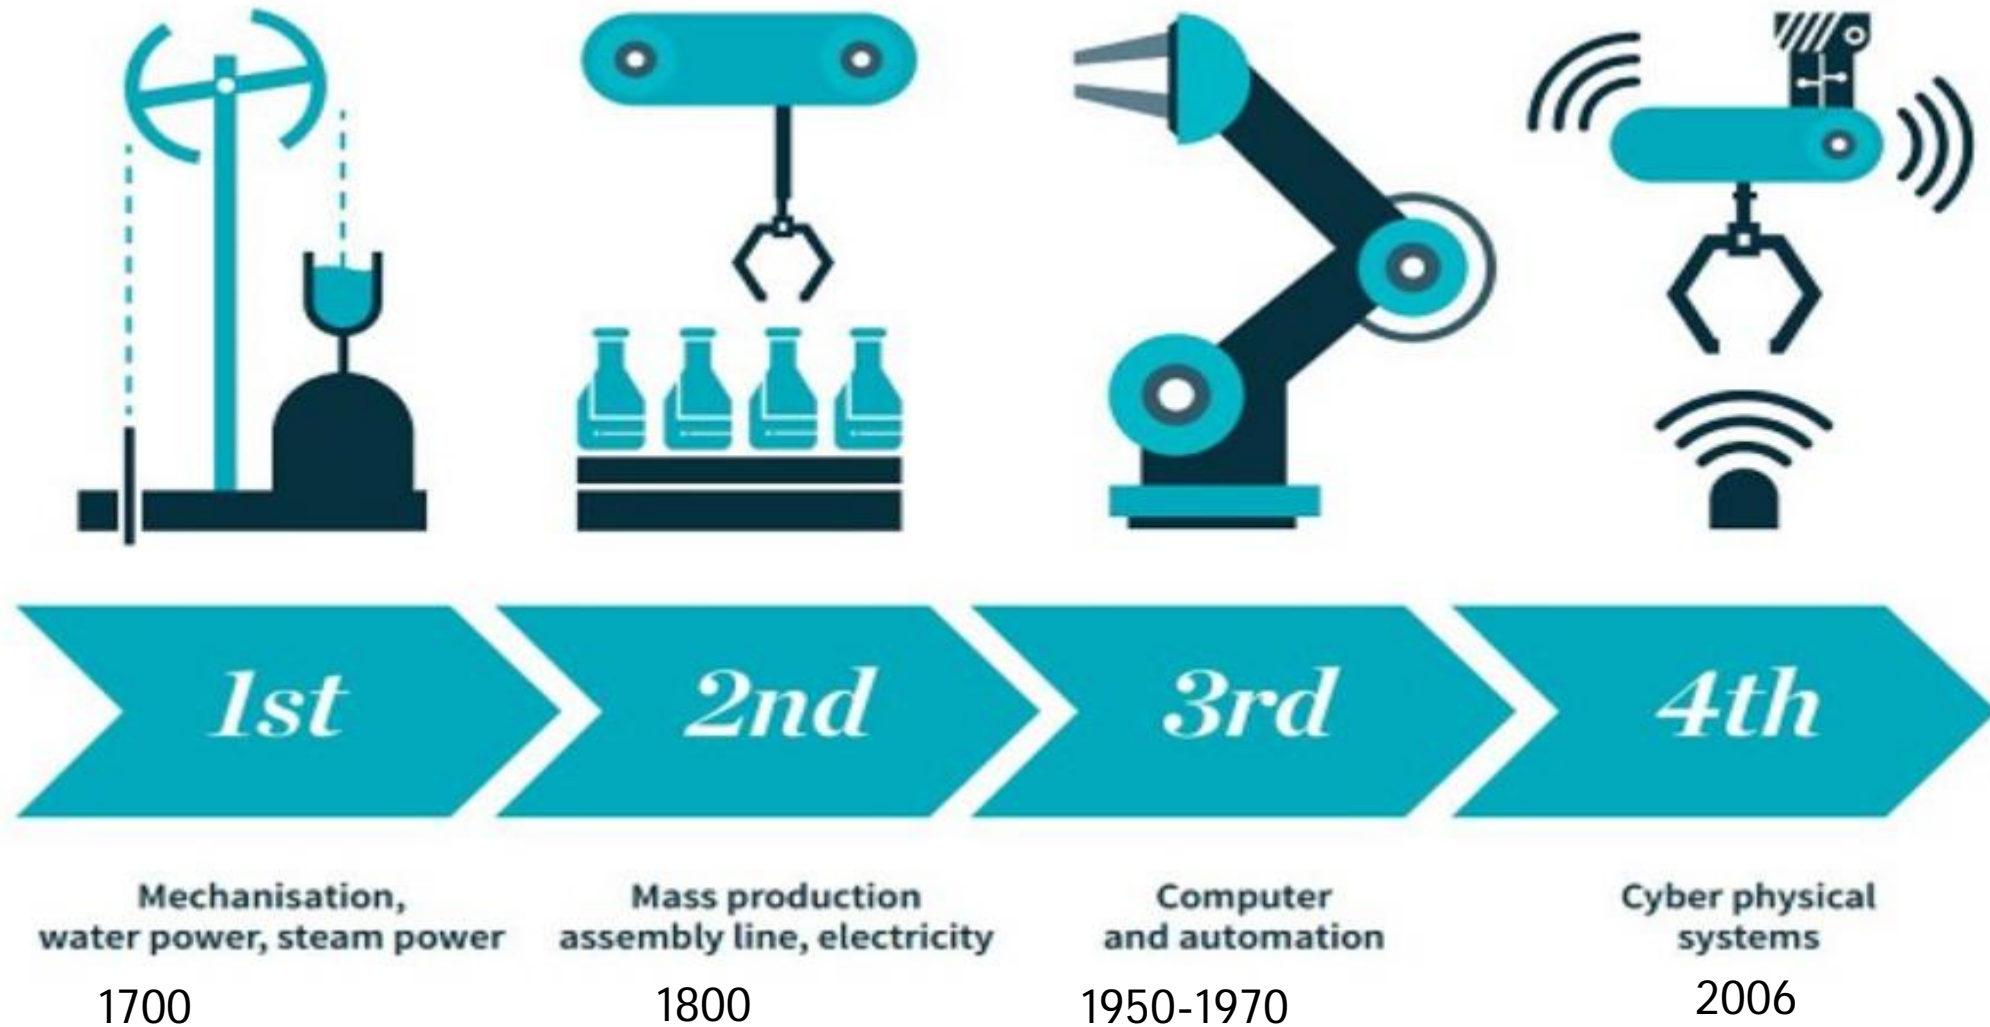 1st
2nd
3rd
4th
Mechanisation,
water power, steam power
Mass production
assembly line, electricity
Computer
and automation
Cyber physical
systems
1700
1800
1950-1970
2006